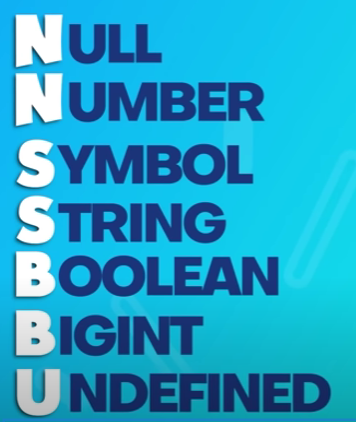 NULL
NUMBER
SYMBOL
STRING
BOOLEAN
BIGINT
UNDEFINED